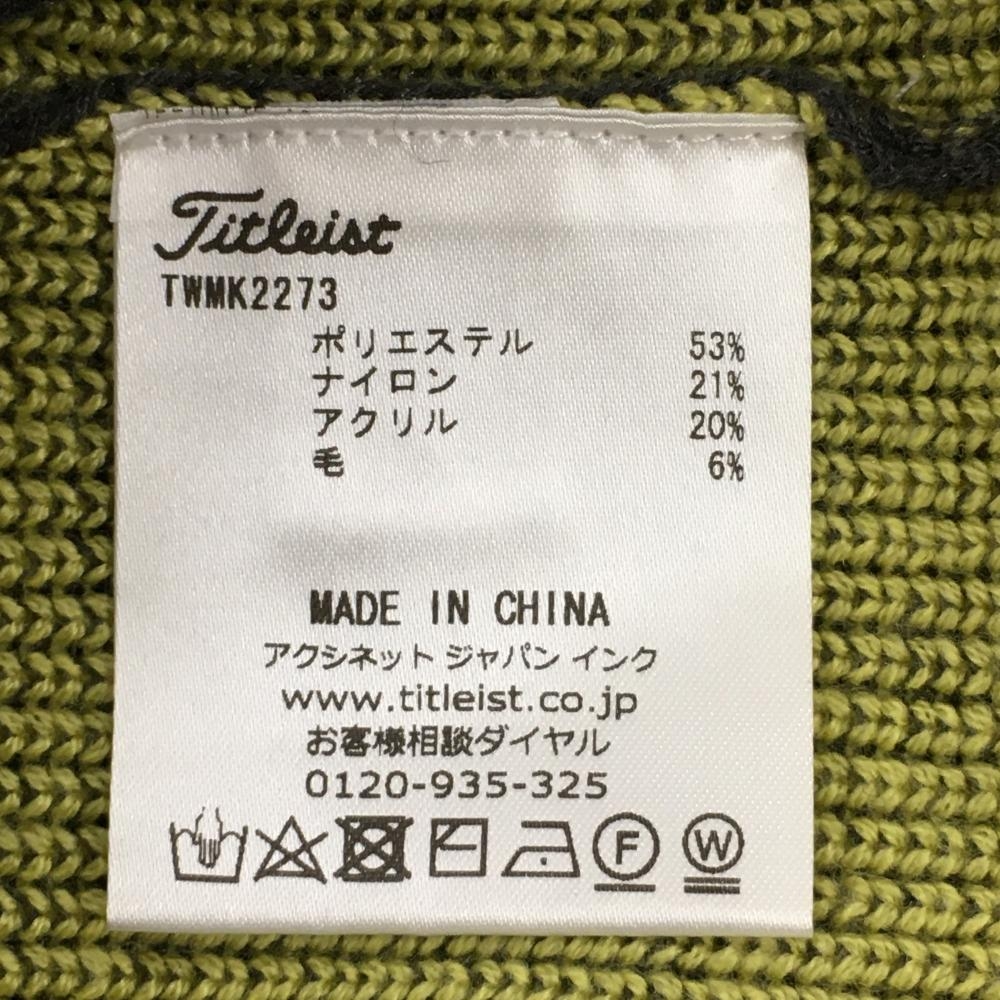 Titleist
TWMK2273
ポリエステル 53%
ナイロン 21%
アクリル 20%
毛 6%
MADE IN CHINA
アクシネット ジャパン インク
www.titleist.co.jp
お客様相談ダイヤル
0120-935-325
F W